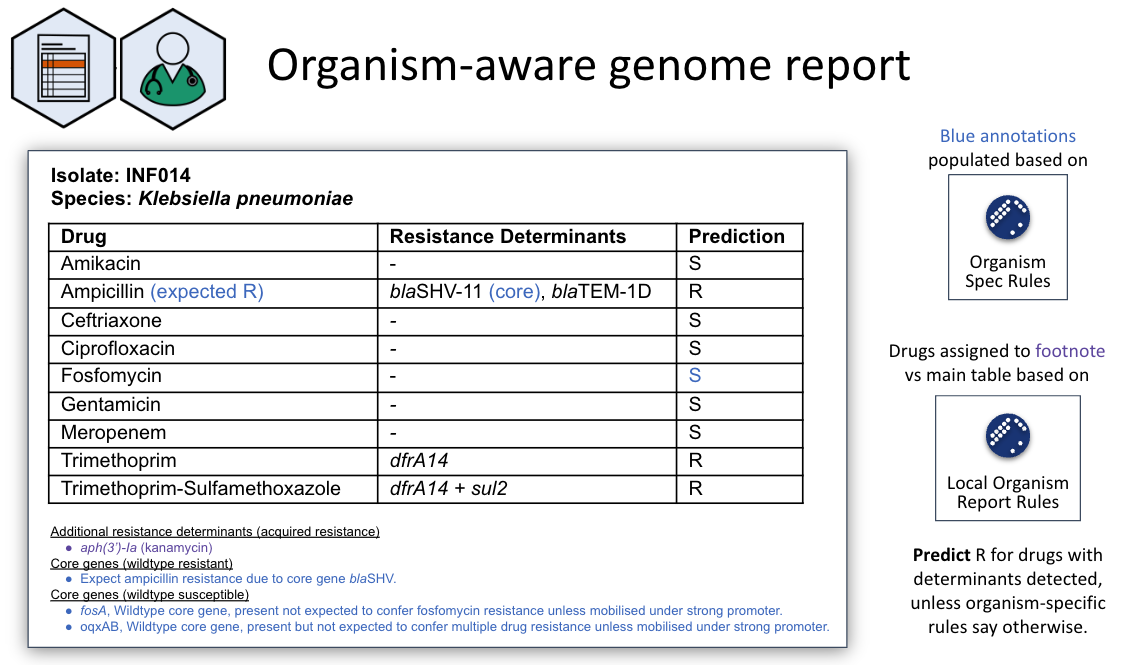 Organism-aware genome report
Isolate: INF014
Species: Klebsiella pneumoniae
Drug Resistance Determinants Prediction
Amikacin - S
Ampicillin (expected R) blaSHV-11 (core), blaTEM-1D R
Ceftriaxone - S
Ciprofloxacin - S
Fosfomycin - S
Gentamicin - S
Meropenem - S
Trimethoprim dfrA14 R
Trimethoprim-Sulfamethoxazole dfrA14 + sul2 R
Additional resistance determinants (acquired resistance)
● aph(3’)-Ia (kanamycin)
Core genes (wildtype resistant)
● Expect ampicillin resistance due to core gene blaSHV.
Core genes (wildtype susceptible)
● fosA, Wildtype core gene, present not expected to confer fosfomycin resistance unless mobilised under strong promoter.
● oqxAB, Wildtype core gene, present but not expected to confer multiple drug resistance unless mobilised under strong promoter.
Blue annotations
populated based on
Organism
Spec Rules
Drugs assigned to footnote
vs main table based on
Local Organism
Report Rules
Predict R for drugs with
determinants detected,
unless organism-specific
rules say otherwise.